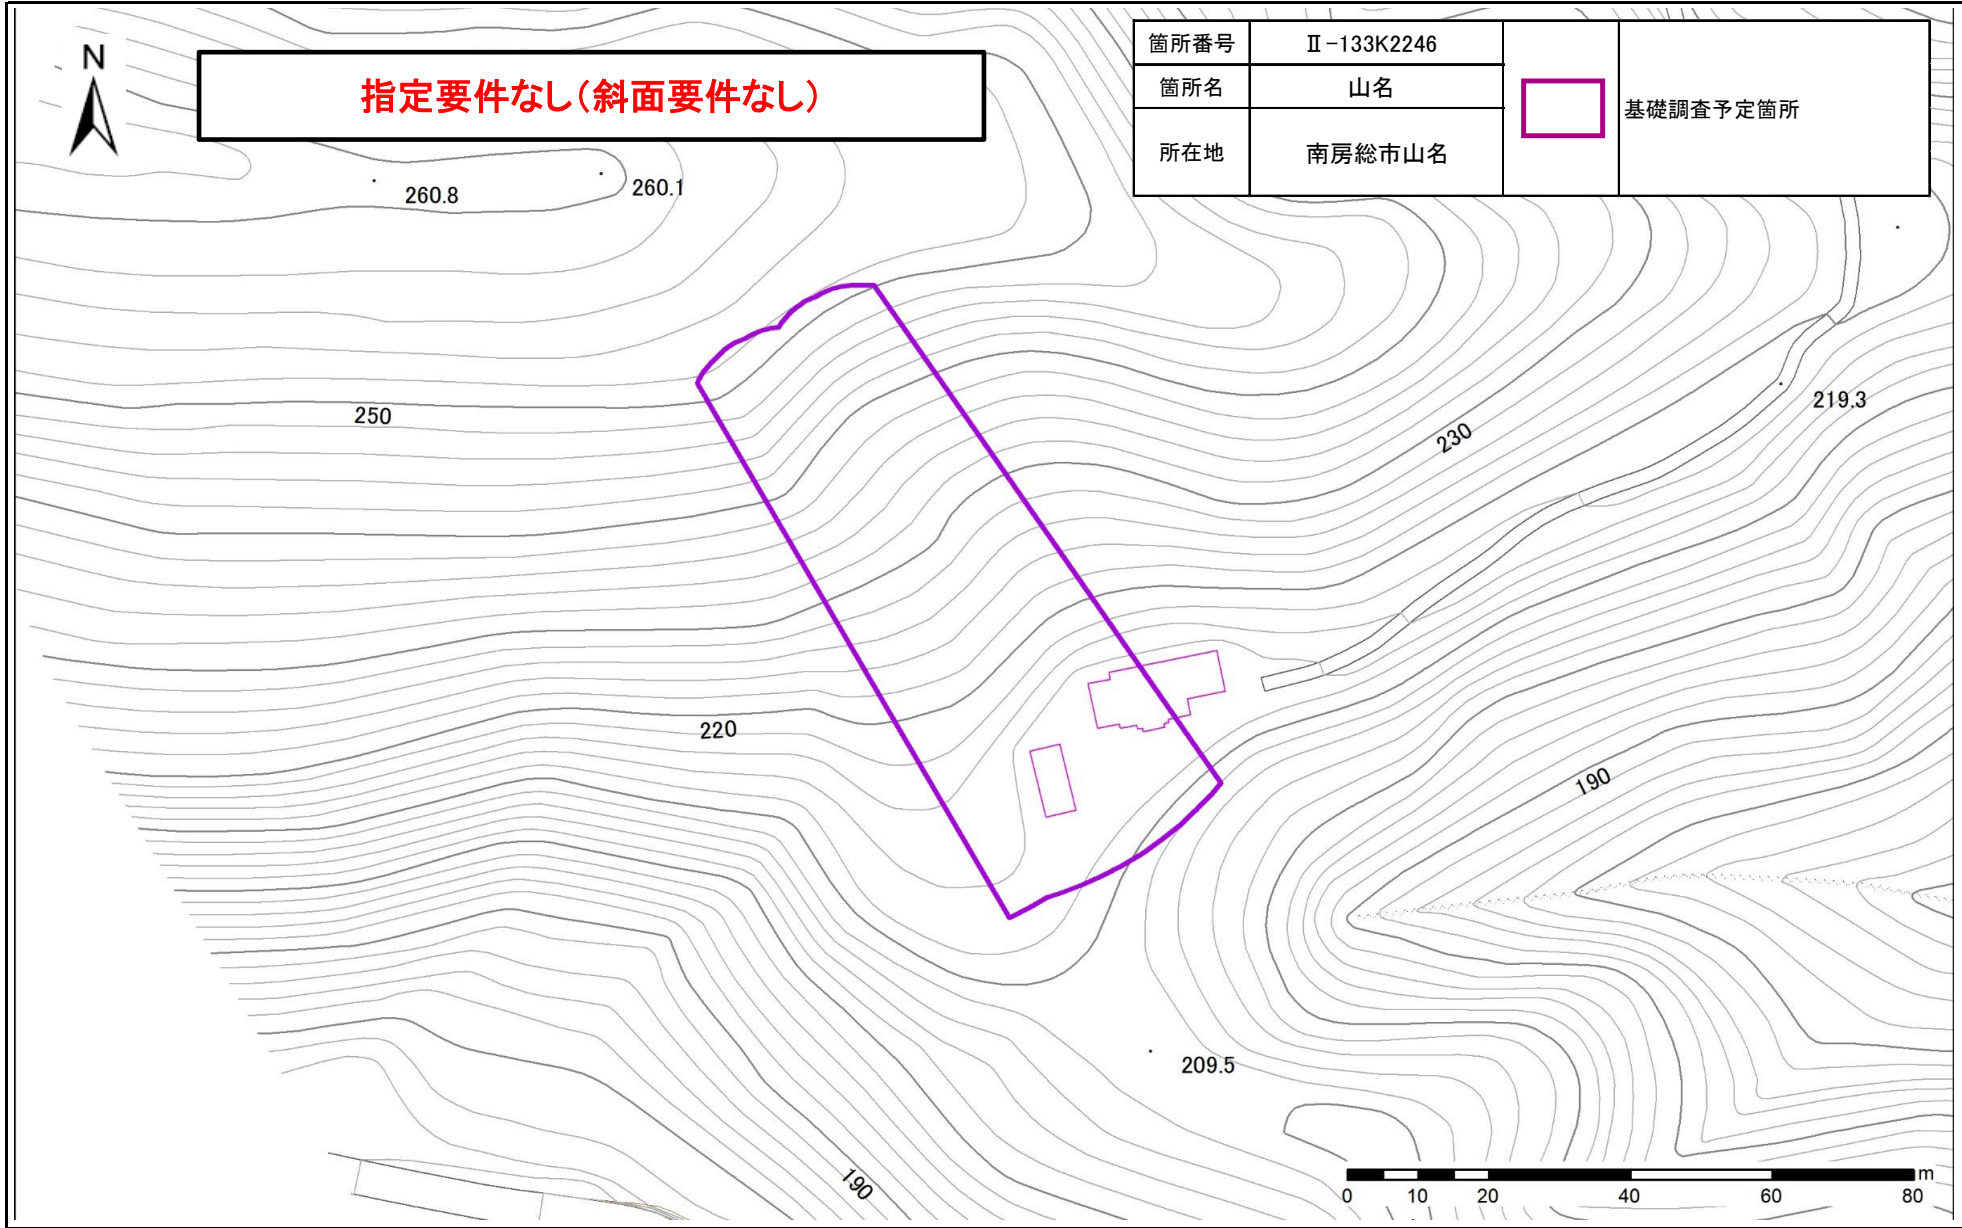 N
指定要件なし(斜面要件なし)
箇所番号 Ⅱ-133K2246
箇所名 山名
所在地 南房総市山名
基礎調査予定箇所
260.8
260.1
250
230
219.3
220
190
209.5
190
m
0 10 20 40 60 80